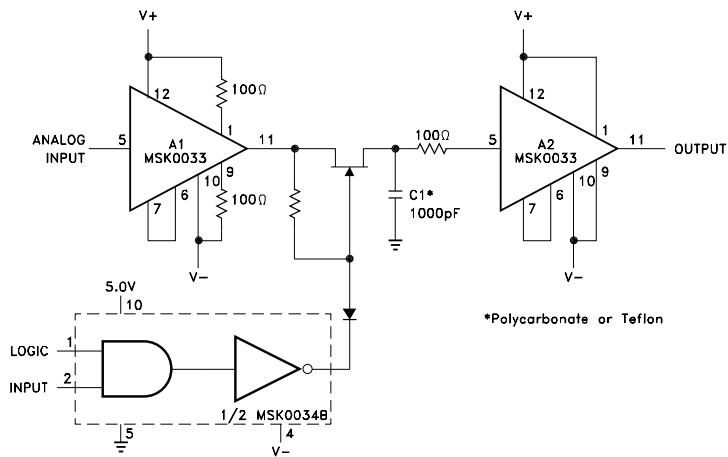 V+
12
100Ω
1
ANALOG
INPUT
5
A1
MSK0033
11
10
9
6
7
100Ω
V-
C1*
1000pF
100Ω
V+
12
1
5
A2
MSK0033
11
OUTPUT
10
9
6
7
V-
*Polycarbonate or Teflon
5.0V
10
LOGIC
1
INPUT
2
1/2 MSK0034B
5
4
V-